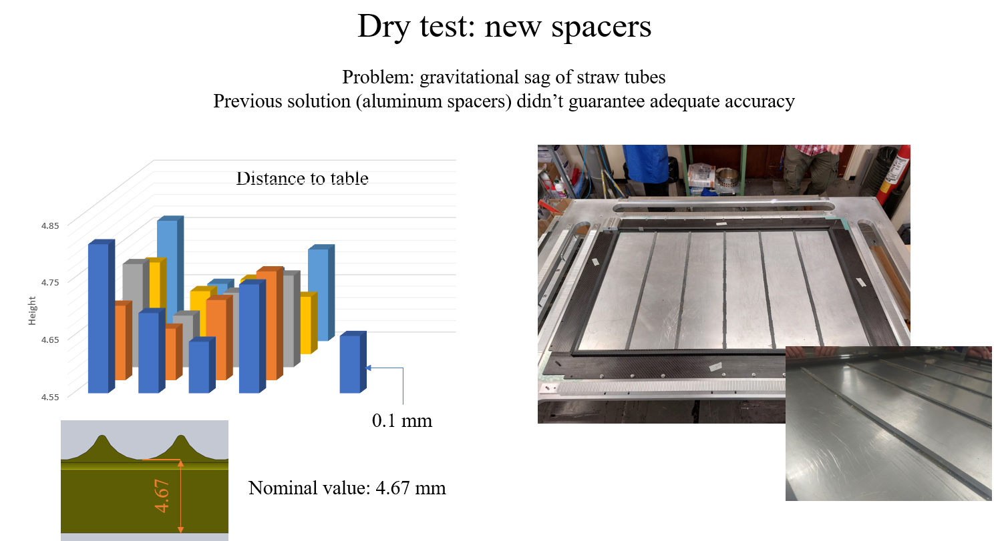 Dry test: new spacers
Problem: gravitational sag of straw tubes
Previous solution (aluminum spacers) didn’t guarantee adequate accuracy
Distance to table
4.85
4.75
4.65
4.55
Height
0.1 mm
4.67
Nominal value: 4.67 mm